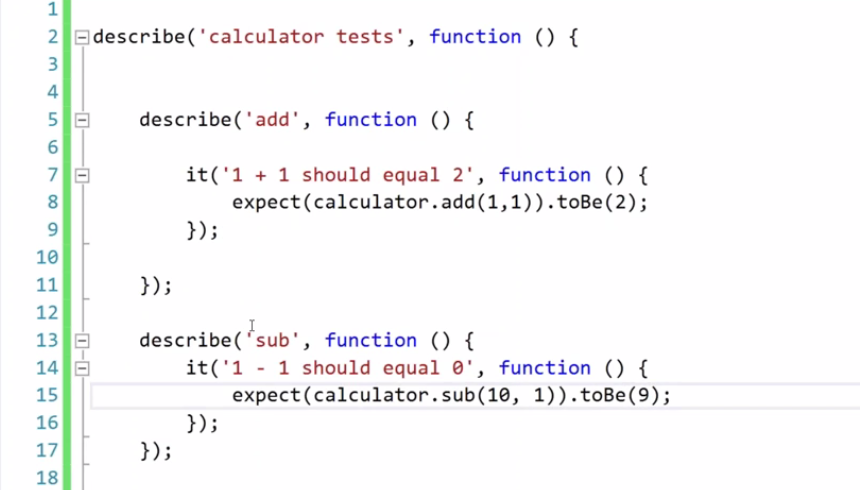 1
2 describe('calculator tests', function () {
3
4
5 describe('add', function () {
6
7 it('1 + 1 should equal 2', function () {
8 expect(calculator.add(1,1)).toBe(2);
9 });
10
11 });
12
13 describe('sub', function () {
14 it('1 - 1 should equal 0', function () {
15 expect(calculator.sub(10, 1)).toBe(9);
16 });
17 });
18